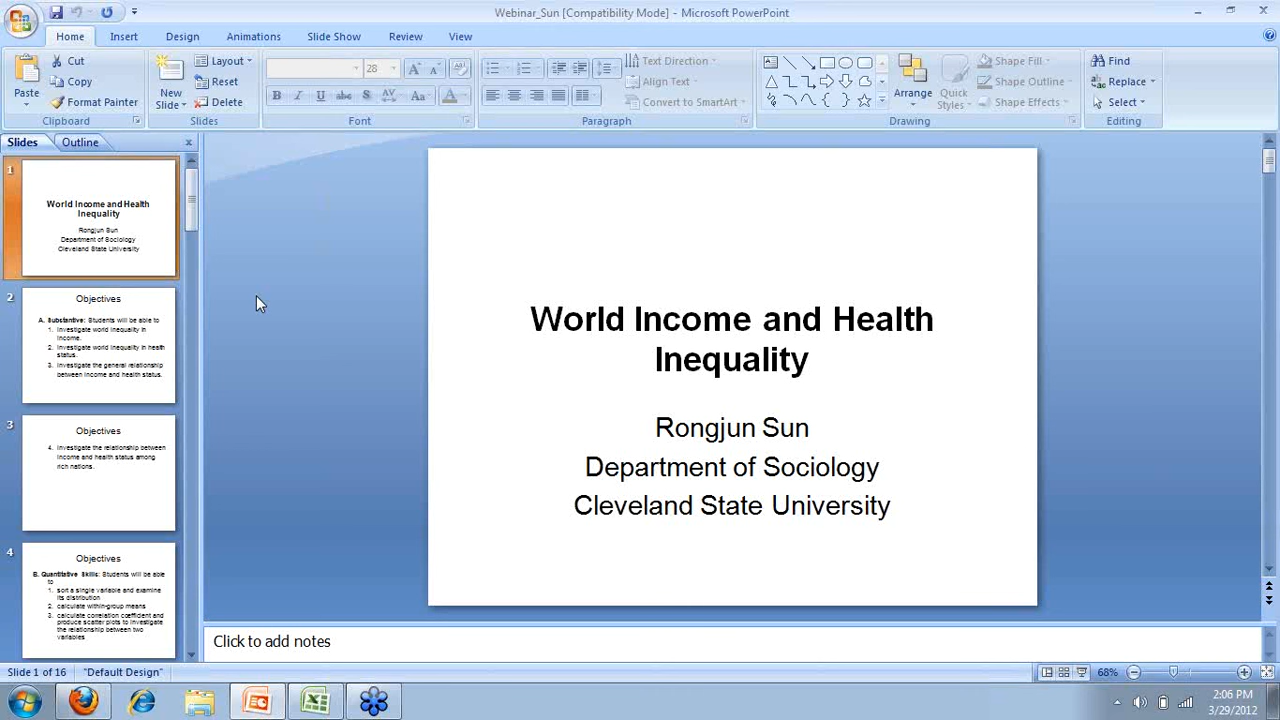 Webinar_Sun [Compatibility Mode] - Microsoft PowerPoint
Home Insert Design Animations Slide Show Review View
Paste
Cut
Copy
Format Painter
Clipboard
New Slide
Layout
Reset
Delete
Slides
28
B I U abc S AV Aa A
Font
Text Direction
Align Text
Convert to SmartArt
Paragraph
Arrange
Quick Styles
Shape Fill
Shape Outline
Shape Effects
Drawing
Find
Replace
Select
Editing
Slides Outline
1
World Income and Health
Inequality
Rongjun Sun
Department of Sociology
Cleveland State University
2
Objectives
A. Substantive: Students will be able to
1. Investigate world inequality in
income.
2. Investigate world inequality in health
status.
3. Investigate the general relationship
between income and health status.
3
Objectives
4. Investigate the relationship between
income and health status among
rich nations.
4
Objectives
B. Quantitative Skills: Students will be able
to
1. sort a single variable and examine
its distribution
2. calculate within-group means
3. calculate correlation coefficient and
produce scatter plots to investigate
the relationship between two
variables
World Income and Health
Inequality
Rongjun Sun
Department of Sociology
Cleveland State University
Click to add notes
Slide 1 of 16 "Default Design" 68%
2:06 PM
3/29/2012